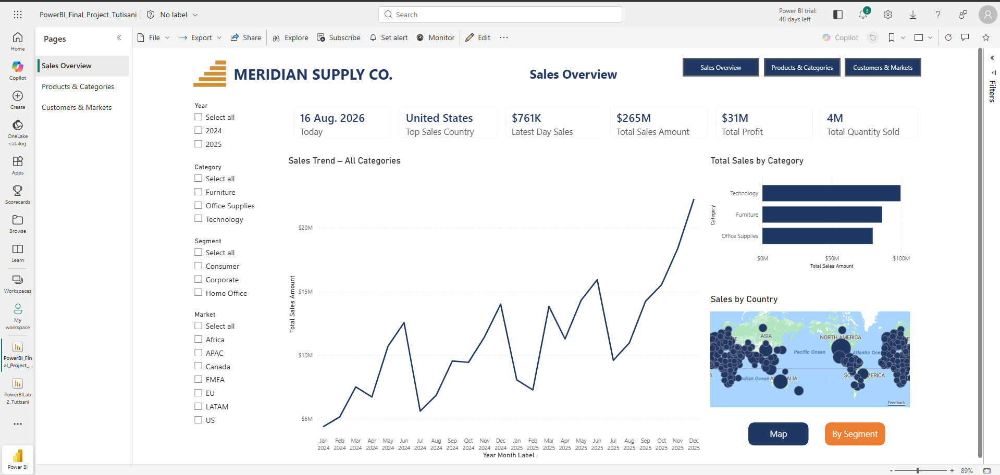 PowerBI_Final_Project_Tutisani
No label
Search
Power BI trial:
48 days left
3
Home
Copilot
Create
OneLake
catalog
Apps
Scorecards
Browse
Learn
Workspaces
My
workspace
PowerBI_Fin
al_Project_...
PowerBILab
2_Tutisani
Power BI
Pages
Sales Overview
Products & Categories
Customers & Markets
File
Export
Share
Explore
Subscribe
Set alert
Monitor
Edit
Copilot
MERIDIAN SUPPLY CO.
Sales Overview
Sales Overview
Products & Categories
Customers & Markets
Filters
Year
Select all
2024
2025
Category
Select all
Furniture
Office Supplies
Technology
Segment
Select all
Consumer
Corporate
Home Office
Market
Select all
Africa
APAC
Canada
EMEA
EU
LATAM
US
16 Aug. 2026
Today
United States
Top Sales Country
$761K
Latest Day Sales
$265M
Total Sales Amount
$31M
Total Profit
4M
Total Quantity Sold
Sales Trend – All Categories
Total Sales Amount
$20M
$15M
$10M
$5M
Jan Feb Mar Apr May Jun Jul Aug Sep Oct Nov Dec Jan Feb Mar Apr May Jun Jul Aug Sep Oct Nov Dec
2024 2024 2024 2024 2024 2024 2024 2024 2024 2024 2024 2024 2025 2025 2025 2025 2025 2025 2025 2025 2025 2025 2025 2025
Year Month Label
Total Sales by Category
Category
Technology
Furniture
Office Supplies
$0M $50M $100M
Total Sales Amount
Sales by Country
ASIA
NORTH AMERICA
Pacific Ocean
Atlantic Oce
ndian Ocean
Feedback
Map
By Segment
- + 89%